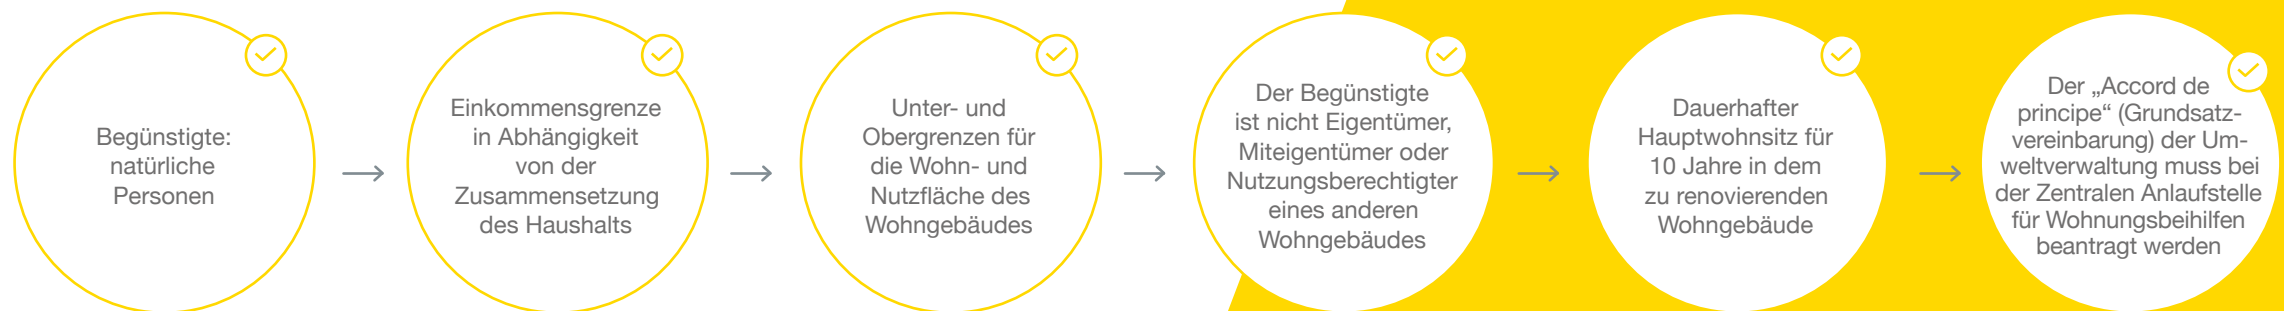 Begünstigte:
natürliche
Personen
Einkommensgrenze
in Abhängigkeit
von der
Zusammensetzung
des Haushalts
Unter- und
Obergrenzen für
die Wohn- und
Nutzfläche des
Wohngebäudes
Der Begünstigte
ist nicht Eigentümer,
Miteigentümer oder
Nutzungsberechtigter
eines anderen
Wohngebäudes
Dauerhafter
Hauptwohnsitz für
10 Jahre in dem
zu renovierenden
Wohngebäude
Der „Accord de
principe“ (Grundsatz-
vereinbarung) der Um-
weltverwaltung muss bei
der Zentralen Anlaufstelle
für Wohnungsbeihilfen
beantragt werden